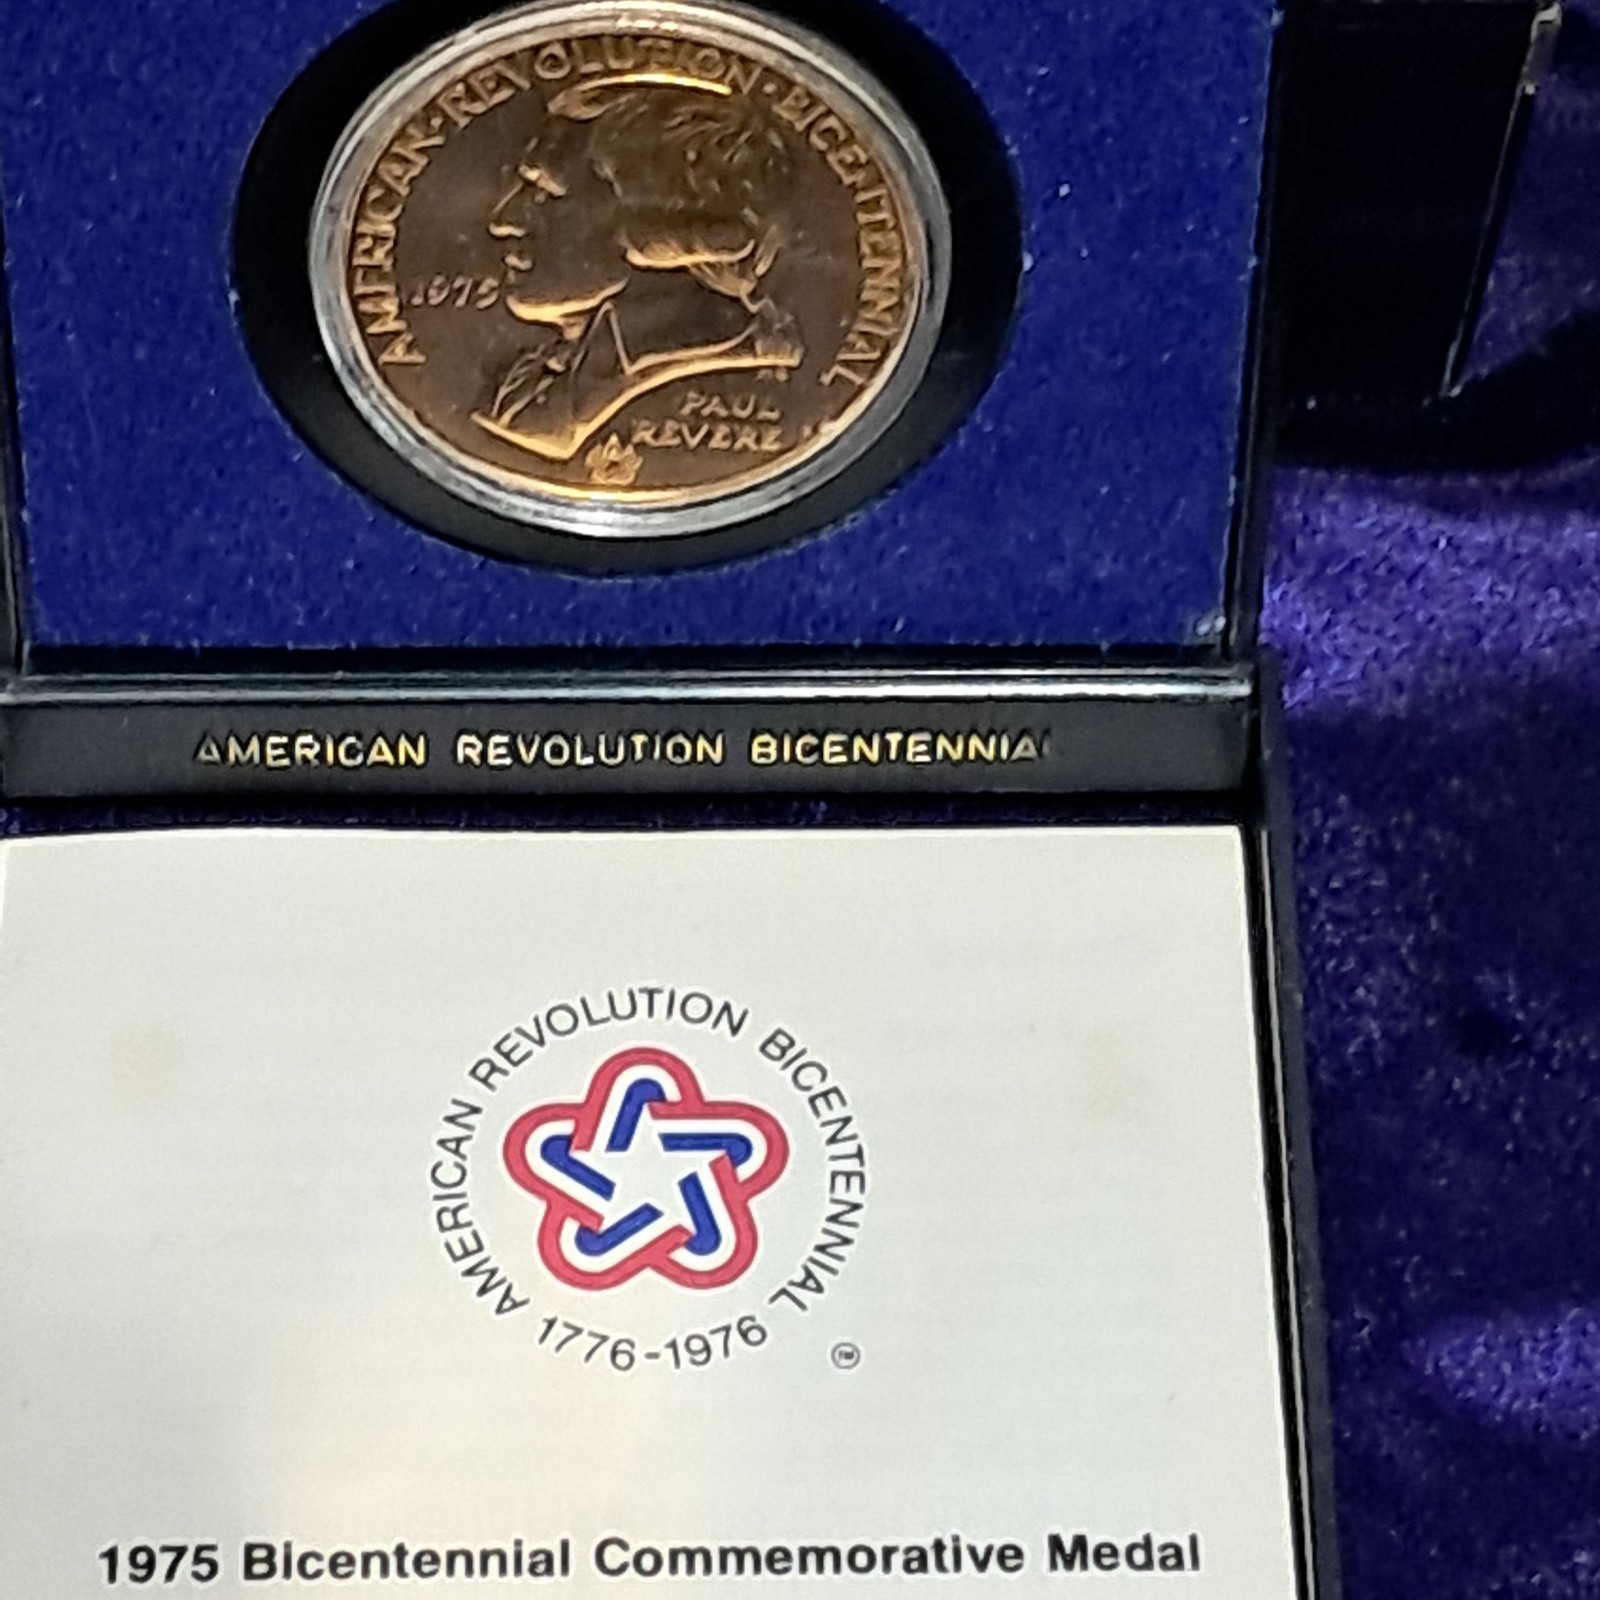 AMERICAN·REVOLUTION·BICENTENNIAL
1975
PAUL
REVERE
AMERICAN REVOLUTION BICENTENNIAL
AMERICAN REVOLUTION BICENTENNIAL
1776-1976
1975 Bicentennial Commemorative Medal